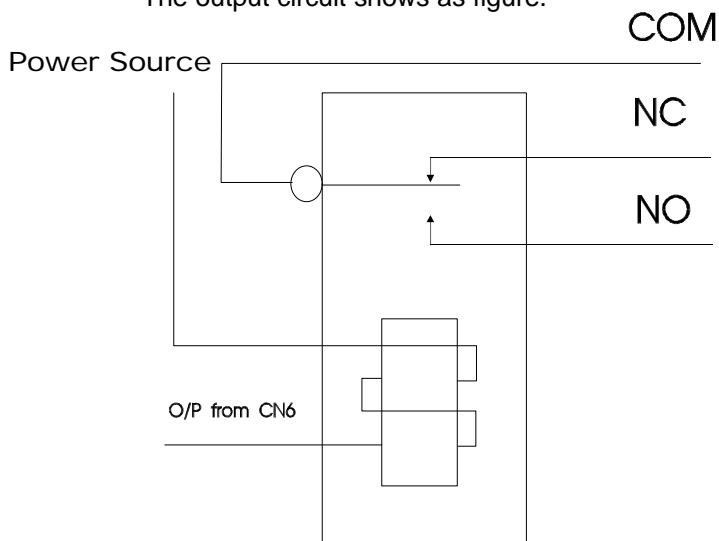 The output circuit shows as figure.
COM
Power Source
NC
NO
O/P from CN6